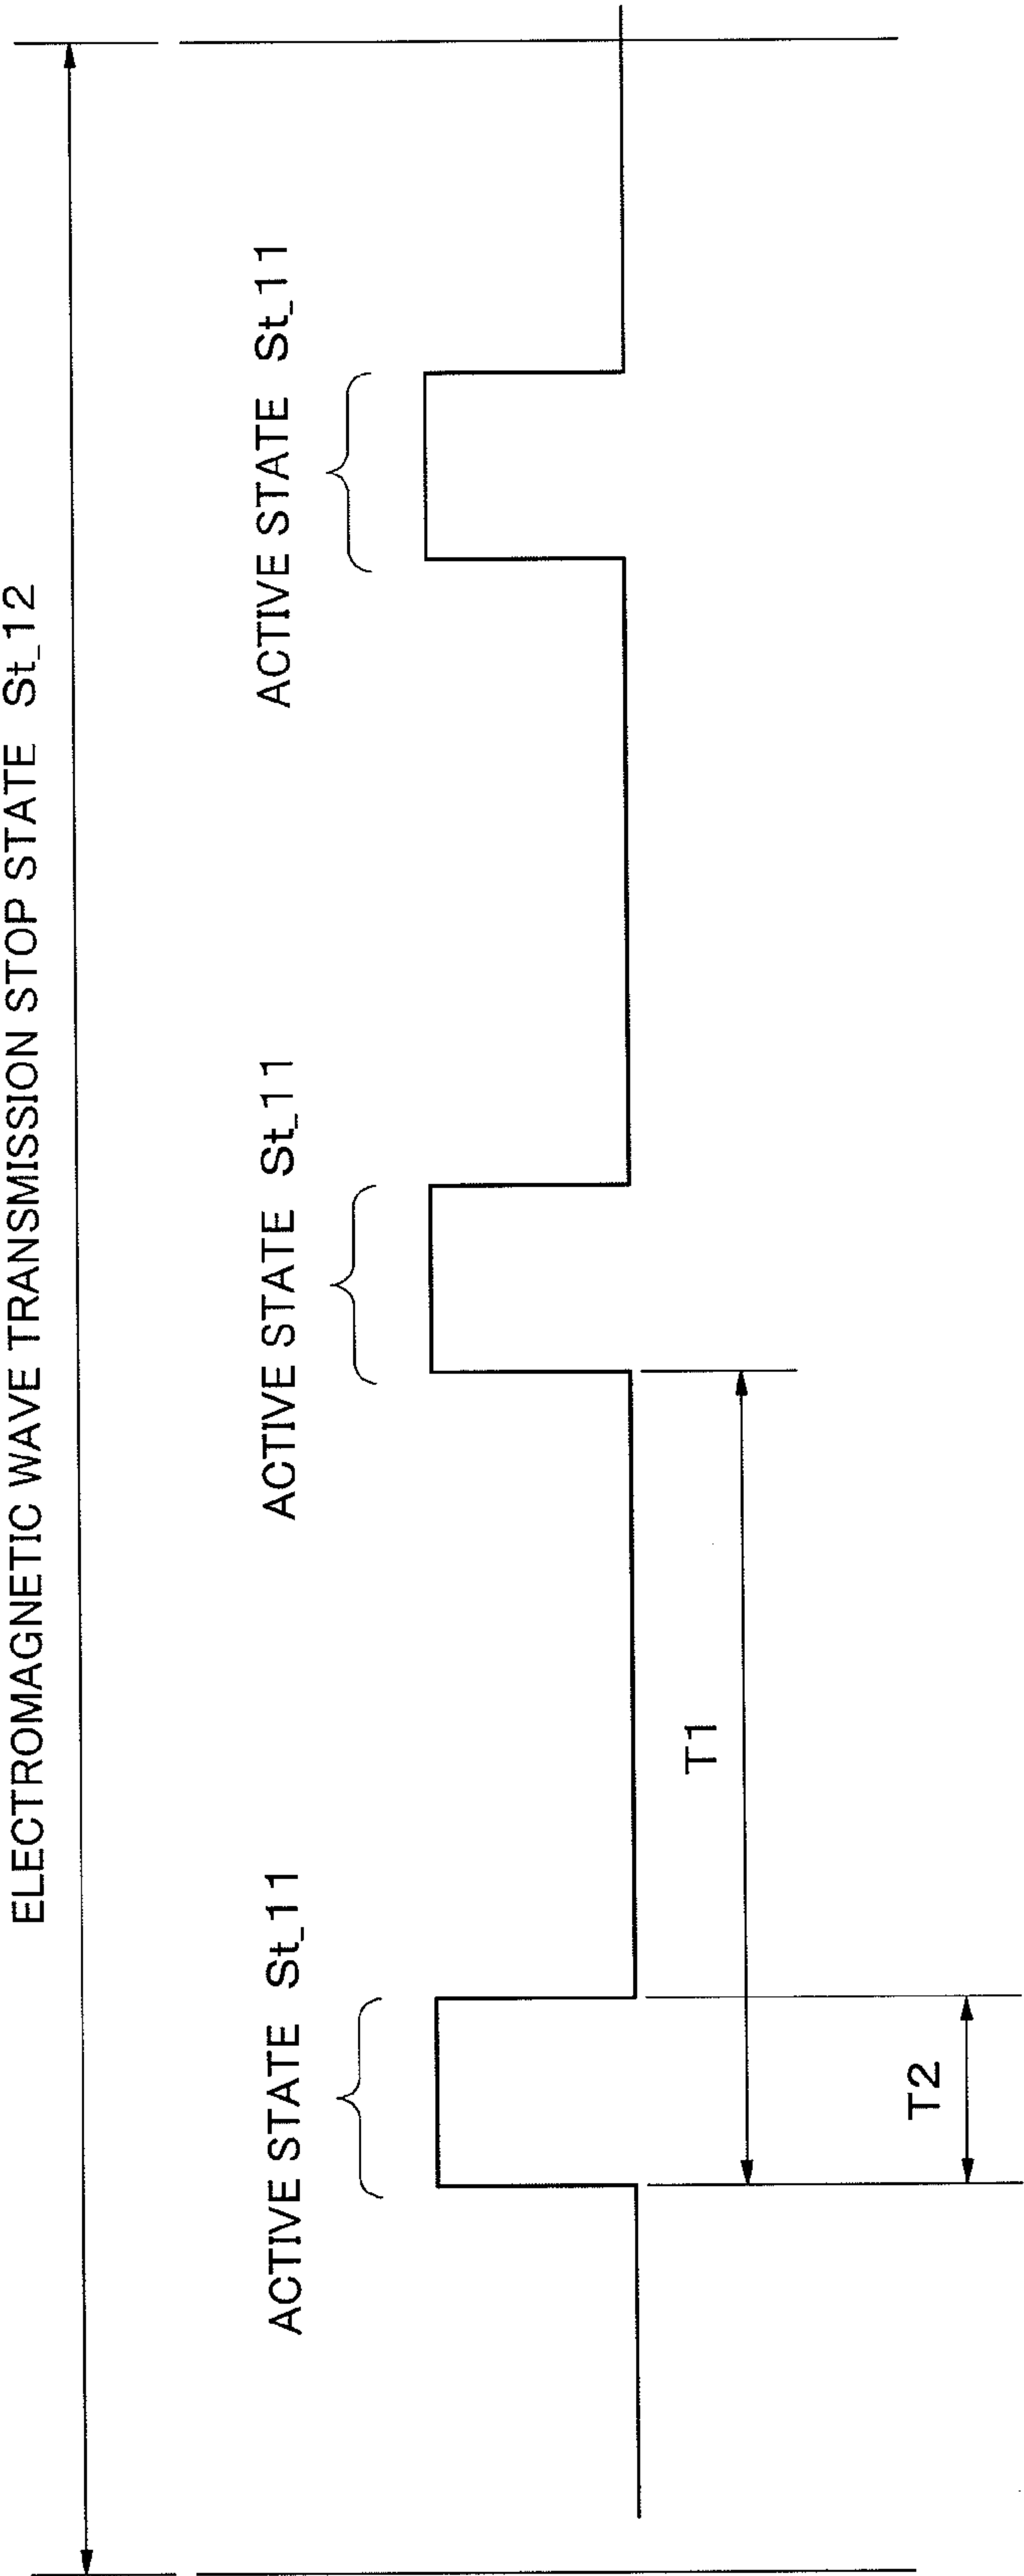 ELECTROMAGNETIC WAVE TRANSMISSION STOP STATE St_12
ACTIVE STATE St_11
ACTIVE STATE St_11
ACTIVE STATE St_11
T1
T2